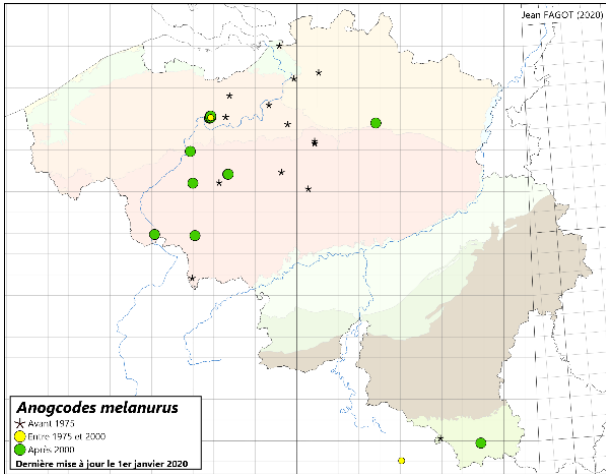 Jean FAGOT (2020)
Anogcodes melanurus
Avant 1975
Entre 1975 et 2000
Après 2000
Dernière mise à jour le 1er janvier 2020